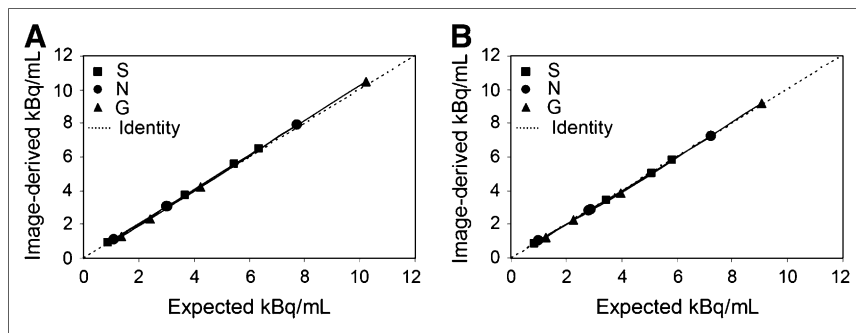 A
Image-derived kBq/mL
12
10
8
6
4
2
0
S
N
G
Identity
0 2 4 6 8 10 12
Expected kBq/mL
B
Image-derived kBq/mL
12
10
8
6
4
2
0
S
N
G
Identity
0 2 4 6 8 10 12
Expected kBq/mL